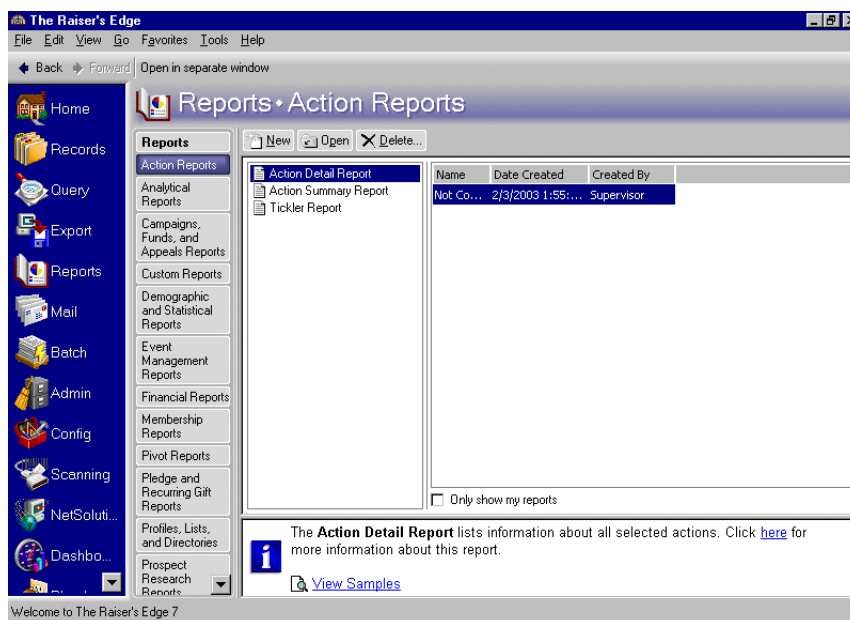 The Raiser's Edge
File Edit View Go Favorites Tools Help
Back Forward Open in separate window
Reports • Action Reports
Home
Records
Query
Export
Reports
Mail
Batch
Admin
Config
Scanning
NetSoluti...
Dashbo...
Reports
Action Reports
Analytical
Reports
Campaigns,
Funds, and
Appeals Reports
Custom Reports
Demographic
and Statistical
Reports
Event
Management
Reports
Financial Reports
Membership
Reports
Pivot Reports
Pledge and
Recurring Gift
Reports
Profiles, Lists,
and Directories
Prospect
Research
Reports
New Open Delete...
Action Detail Report
Action Summary Report
Tickler Report
Name Date Created Created By
Not Co... 2/3/2003 1:55:... Supervisor
Only show my reports
The Action Detail Report lists information about all selected actions. Click here for
more information about this report.
View Samples
Welcome to The Raiser's Edge 7